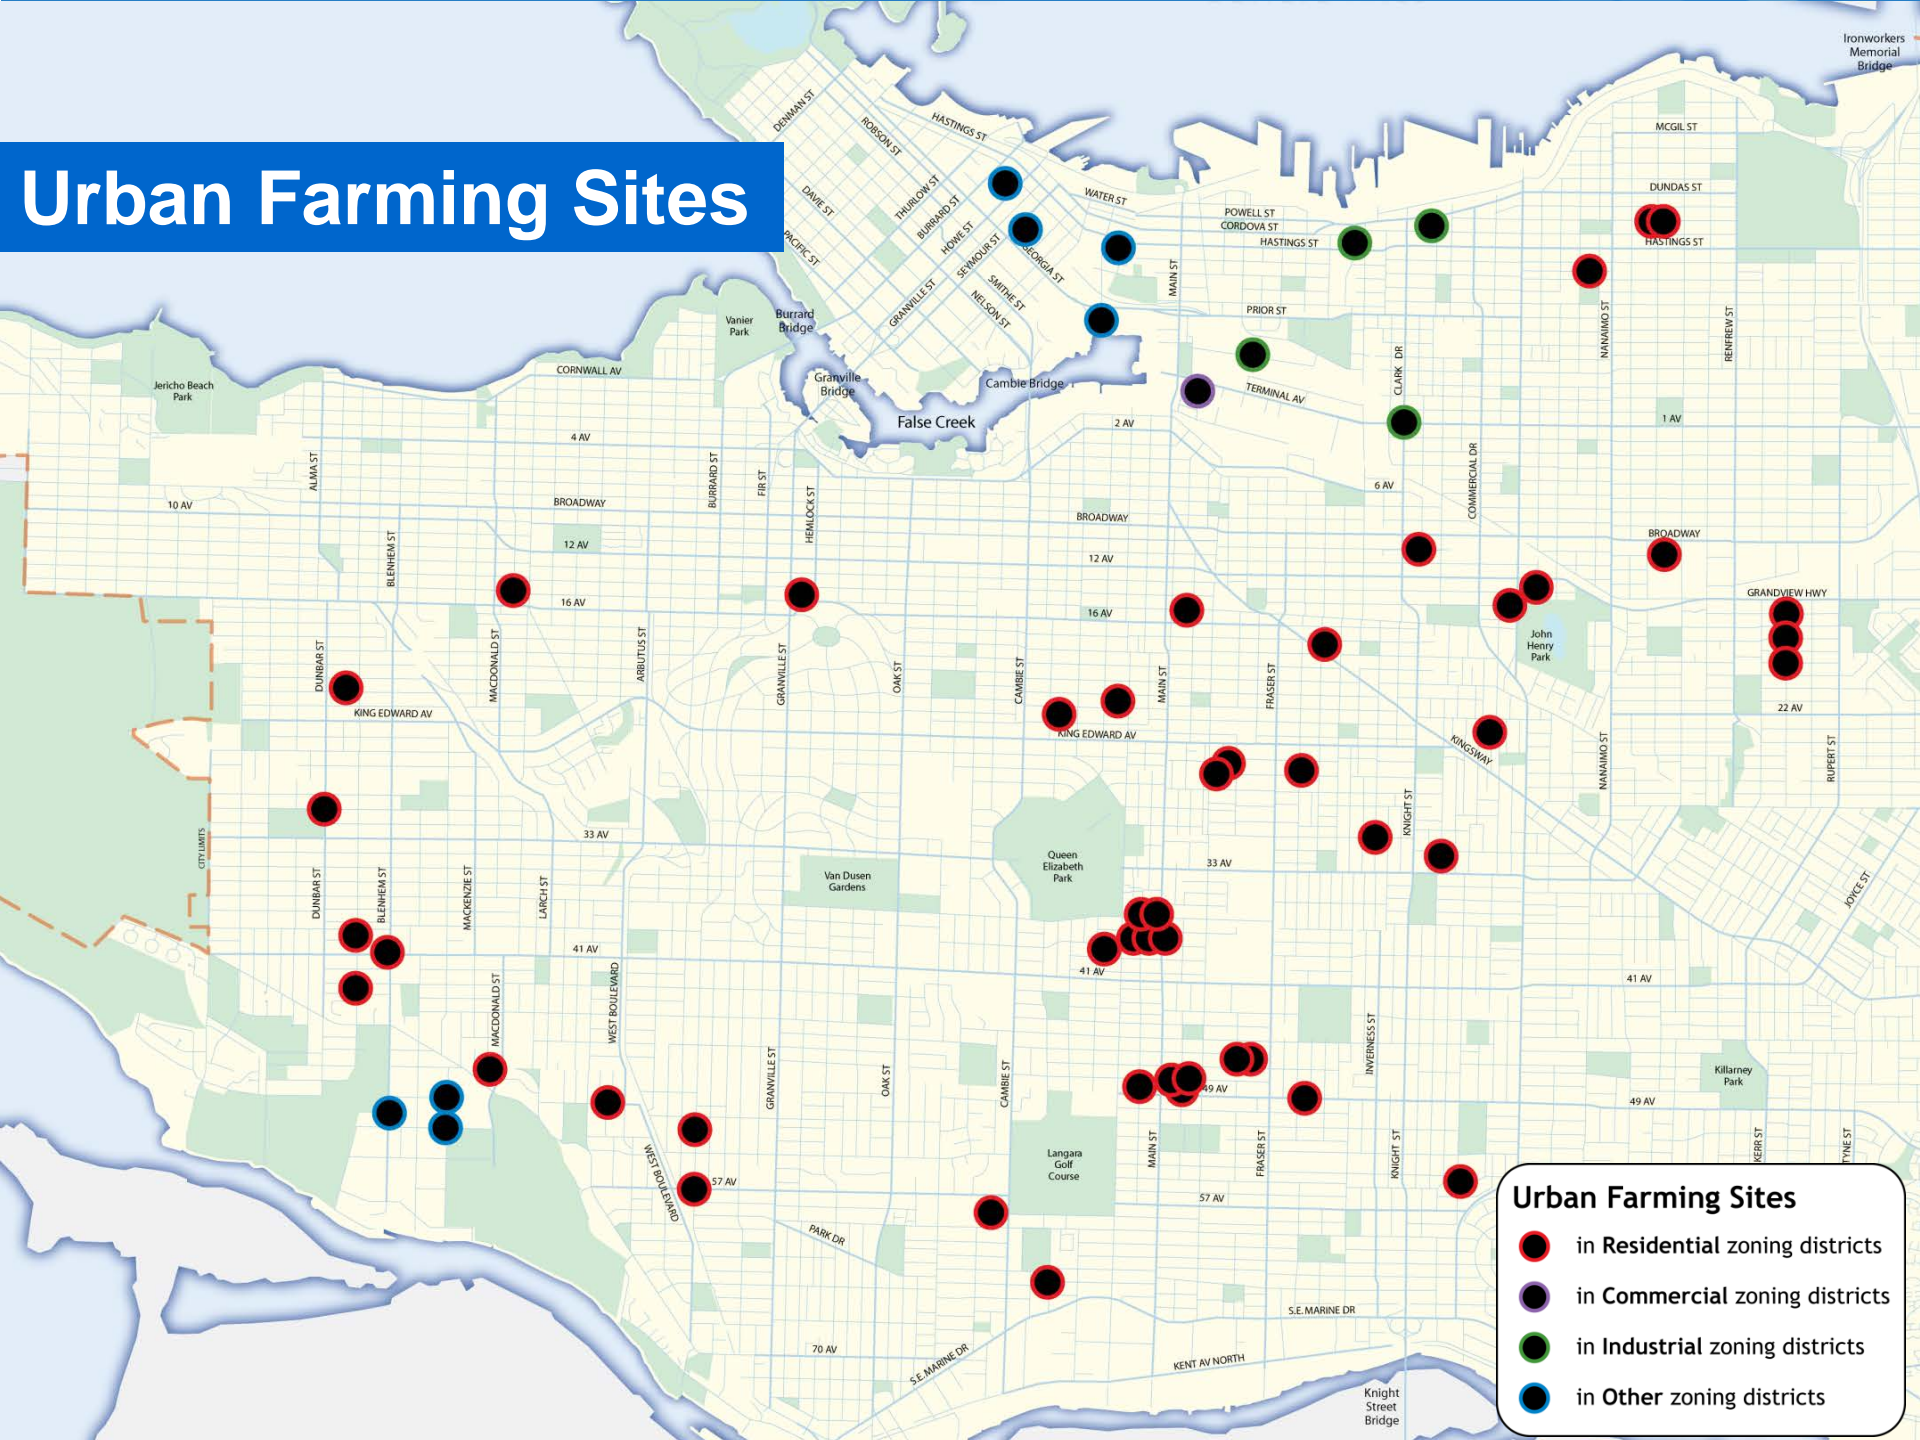 Ironworkers
Memorial
Bridge
DENMAN ST
ROBSON ST
HASTINGS ST
MCGIL ST
Urban Farming Sites
DAVIE ST
THURLOW ST
BURRARD ST
HOWE ST
SEYMOUR ST
GEORGIA ST
PACIFIC ST
GRANVILLE ST
SMITHE ST
NELSON ST
WATER ST
MAIN ST
POWELL ST
CORDOVA ST
HASTINGS ST
DUNDAS ST
HASTINGS ST
PRIOR ST
NANAIMO ST
RENFREW ST
Vanier
Park
Burrard
Bridge
Jericho Beach
Park
CORNWALL AV
Granville
Bridge
Cambie Bridge
False Creek
TERMINAL AV
CLARK DR
2 AV
1 AV
4 AV
ALMA ST
BURRARD ST
FIR ST
HEMLOCK ST
COMMERCIAL DR
6 AV
10 AV
BROADWAY
BROADWAY
BROADWAY
BLENHEM ST
12 AV
12 AV
16 AV
16 AV
GRANDVIEW HWY
John
Henry
Park
DUNBAR ST
MACDONALD ST
ARBUTUS ST
GRANVILLE ST
OAK ST
CAMBIE ST
MAIN ST
FRASER ST
KING EDWARD AV
KING EDWARD AV
22 AV
KINGSWAY
NANAIMO ST
RUPERT ST
CITY LIMITS
33 AV
KNIGHT ST
Queen
Elizabeth
Park
33 AV
Van Dusen
Gardens
DUNBAR ST
BLENHEM ST
MACKENZIE ST
LARCH ST
JOYCE ST
41 AV
41 AV
41 AV
MACDONALD ST
WEST BOULEVARD
GRANVILLE ST
OAK ST
CAMBIE ST
INVERNESS ST
Killarney
Park
49 AV
49 AV
WEST BOULEVARD
57 AV
Langara
Golf
Course
MAIN ST
FRASER ST
KNIGHT ST
KERR ST
TYNE ST
57 AV
PARK DR
S.E.MARINE DR
70 AV
S.E.MARINE DR
KENT AV NORTH
Knight
Street
Bridge
Urban Farming Sites
in Residential zoning districts
in Commercial zoning districts
in Industrial zoning districts
in Other zoning districts